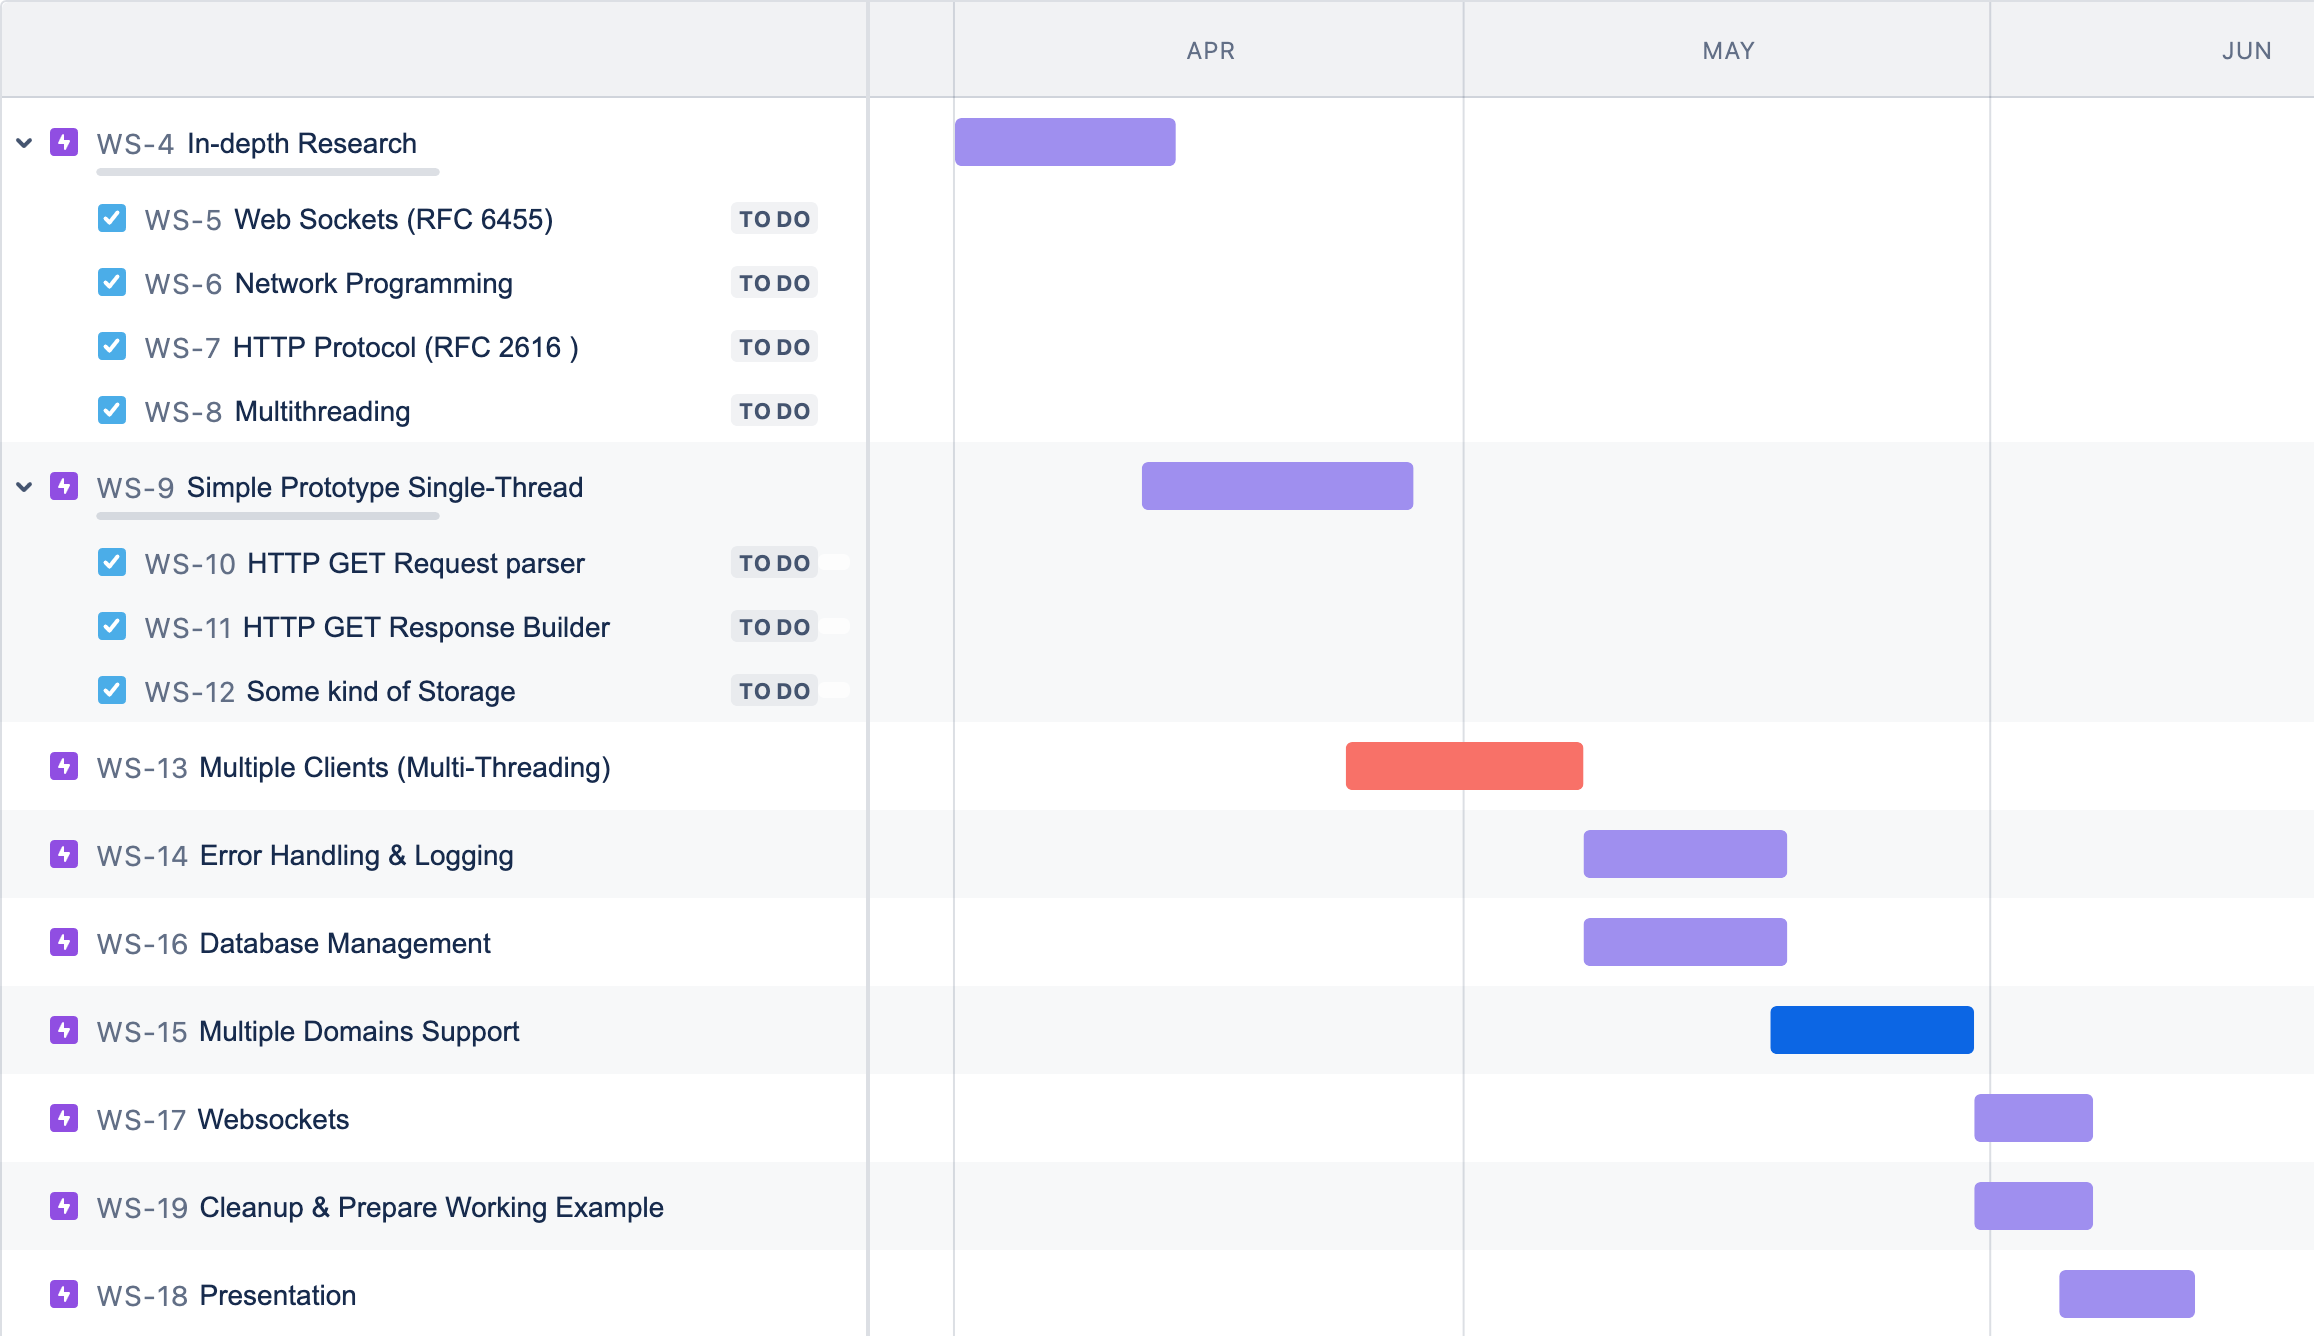 APR MAY JUN
WS-4 In-depth Research
WS-5 Web Sockets (RFC 6455) TO DO
WS-6 Network Programming TO DO
WS-7 HTTP Protocol (RFC 2616 ) TO DO
WS-8 Multithreading TO DO
WS-9 Simple Prototype Single-Thread
WS-10 HTTP GET Request parser TO DO
WS-11 HTTP GET Response Builder TO DO
WS-12 Some kind of Storage TO DO
WS-13 Multiple Clients (Multi-Threading)
WS-14 Error Handling & Logging
WS-16 Database Management
WS-15 Multiple Domains Support
WS-17 Websockets
WS-19 Cleanup & Prepare Working Example
WS-18 Presentation